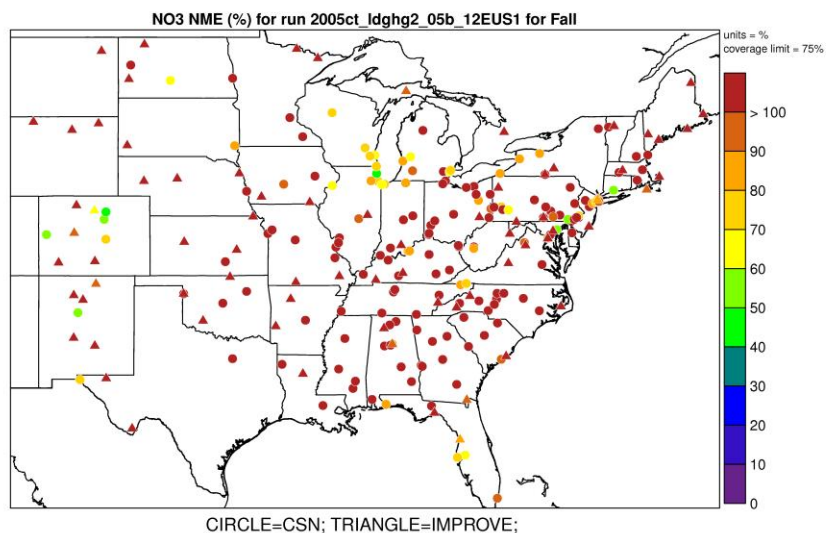 NO3 NME (%) for run 2005ct_ldghg2_05b_12EUS1 for Fall
units = %
coverage limit = 75%
> 100
90
80
70
60
50
40
30
20
10
0
CIRCLE=CSN; TRIANGLE=IMPROVE;